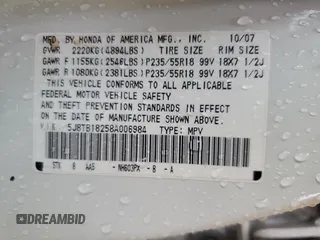 MFD. BY HONDA OF AMERICA MFG., INC. 10/07
GVWR 2220KG(4894LBS) TIRE SIZE RIM SIZE
GAWR F 1155KG(2546LBS) P235/55R18 99V 18X7 1/2J
GAWR R 1080KG(2381LBS) P235/55R18 99V 18X7 1/2J
THIS VEHICLE CONFORMS TO ALL APPLICABLE
FEDERAL MOTOR VEHICLE SAFETY
AND THEFT PREVENTION STANDARDS IN
EFFECT ON THE DATE
OF MANUFACTURE SHOWN ABOVE
5J8TB18258A006984 TYPE: MPV
STK 8 AA5 - NH603PX - B - A
DREAMBID